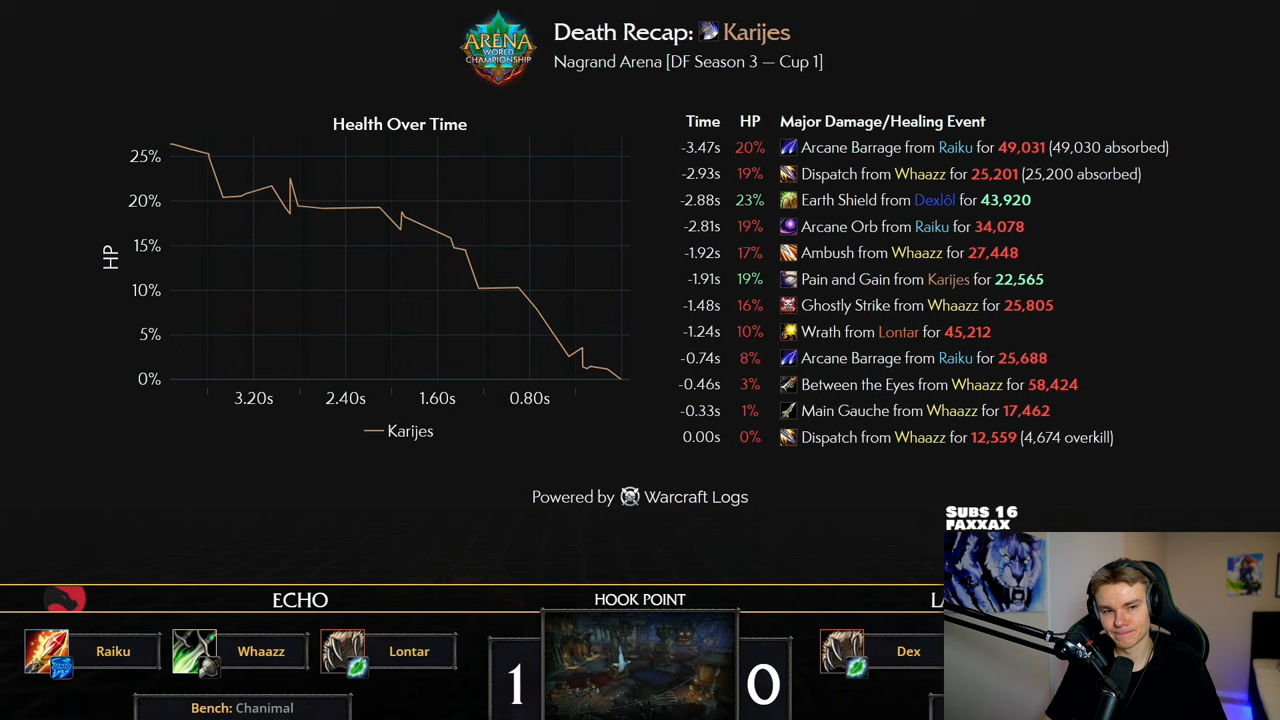 ARENA
WORLD
CHAMPIONSHIP
Death Recap: Karijes
Nagrand Arena [DF Season 3 — Cup 1]
Health Over Time
25%
20%
15%
10%
5%
0%
HP
3.20s 2.40s 1.60s 0.80s
Karijes
Time HP Major Damage/Healing Event
-3.47s 20% Arcane Barrage from Raiku for 49,031 (49,030 absorbed)
-2.93s 19% Dispatch from Whaazz for 25,201 (25,200 absorbed)
-2.88s 23% Earth Shield from Dexlôl for 43,920
-2.81s 19% Arcane Orb from Raiku for 34,078
-1.92s 17% Ambush from Whaazz for 27,448
-1.91s 19% Pain and Gain from Karijes for 22,565
-1.48s 16% Ghostly Strike from Whaazz for 25,805
-1.24s 10% Wrath from Lontar for 45,212
-0.74s 8% Arcane Barrage from Raiku for 25,688
-0.46s 3% Between the Eyes from Whaazz for 58,424
-0.33s 1% Main Gauche from Whaazz for 17,462
0.00s 0% Dispatch from Whaazz for 12,559 (4,674 overkill)
Powered by Warcraft Logs
SUBS 16
FAXXAX
ECHO HOOK POINT
Raiku Whaazz Lontar 1 0 Dex
Bench: Chanimal